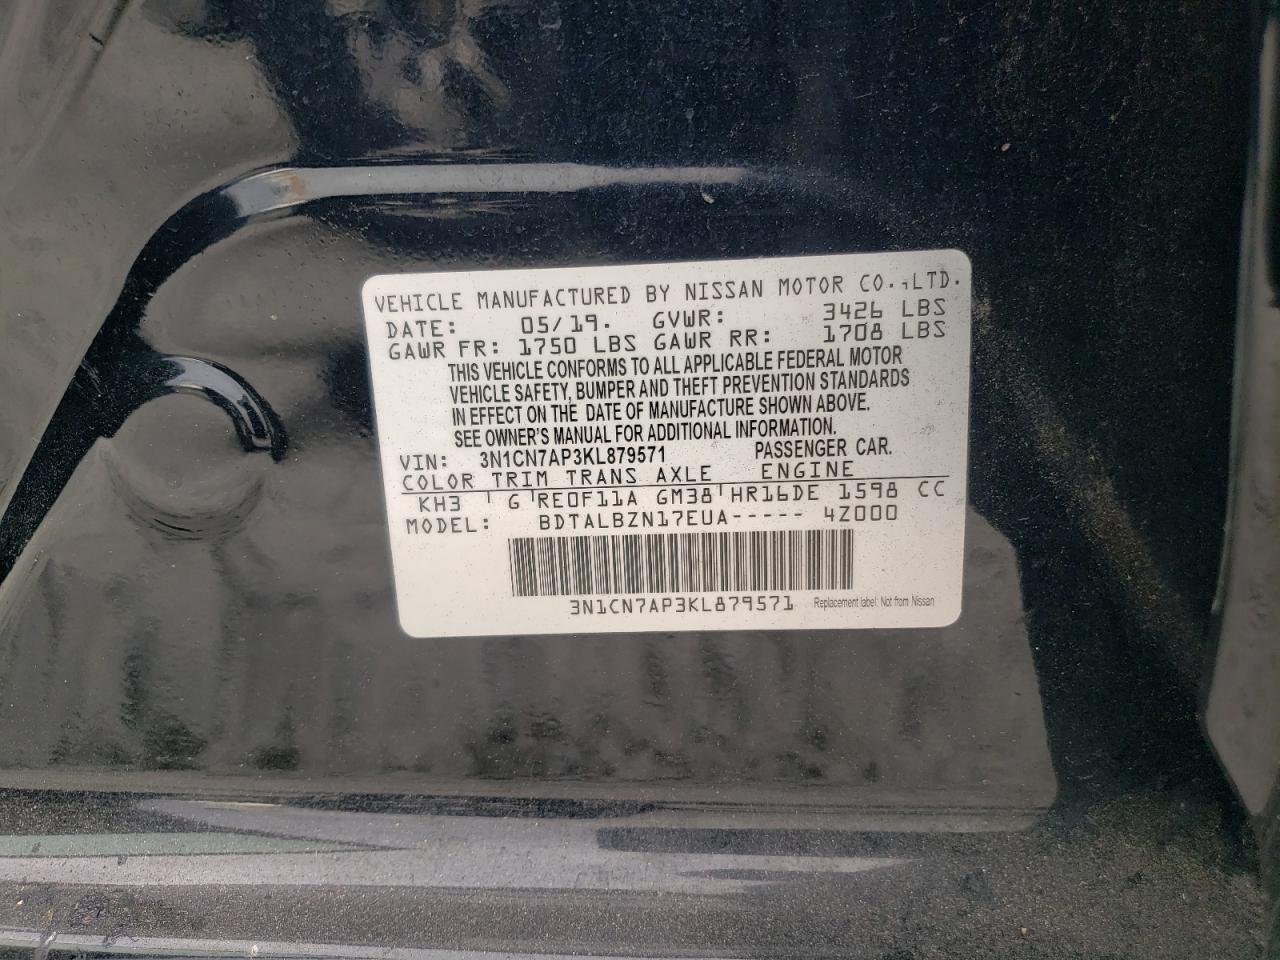 VEHICLE MANUFACTURED BY NISSAN MOTOR CO.,LTD.
DATE: 05/19. GVWR: 3426 LBS
GAWR FR: 1750 LBS GAWR RR: 1708 LBS
THIS VEHICLE CONFORMS TO ALL APPLICABLE FEDERAL MOTOR
VEHICLE SAFETY, BUMPER AND THEFT PREVENTION STANDARDS
IN EFFECT ON THE DATE OF MANUFACTURE SHOWN ABOVE.
SEE OWNER'S MANUAL FOR ADDITIONAL INFORMATION.
VIN: 3N1CN7AP3KL879571 PASSENGER CAR.
COLOR TRIM TRANS AXLE ENGINE
KH3 G RE0F11A GM38 HR16DE 1598 CC
MODEL: BDTALBZN17EUA----- 4Z000
3N1CN7AP3KL879571 Replacement label: Not from Nissan